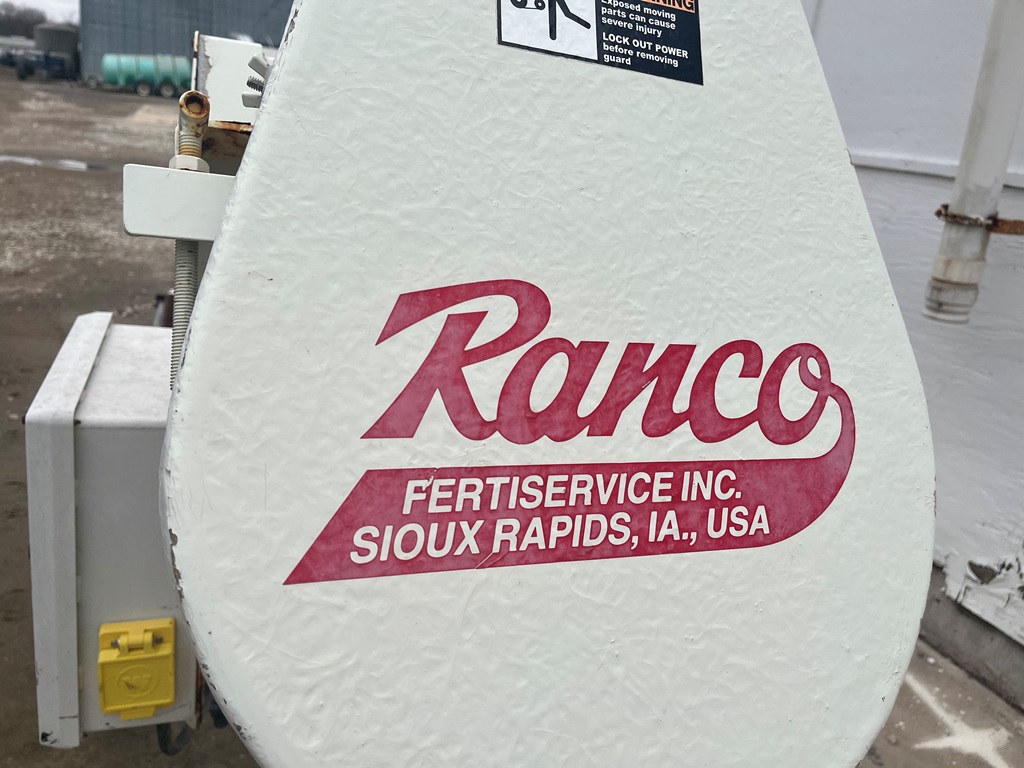 Exposed moving
parts can cause
severe injury
LOCK OUT POWER
before removing
guard
Ranco
FERTISERVICE INC.
SIOUX RAPIDS, IA., USA